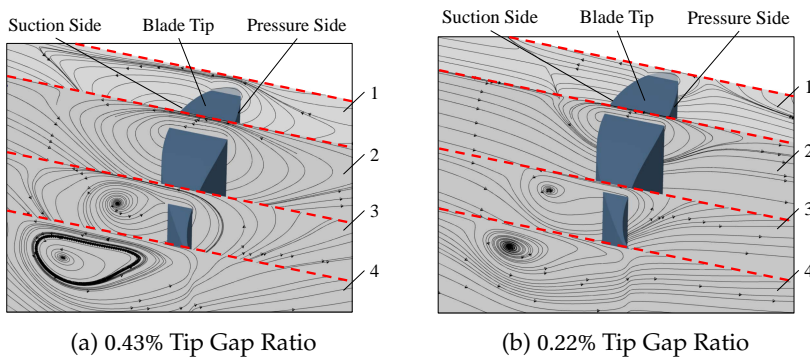 Suction Side Blade Tip Pressure Side
1
2
3
4
(a) 0.43% Tip Gap Ratio
Suction Side Blade Tip Pressure Side
1
2
3
4
(b) 0.22% Tip Gap Ratio